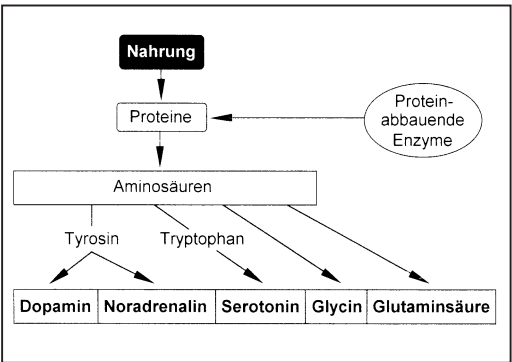 Nahrung
Proteine
Protein-
abbauende
Enzyme
Aminosäuren
Tyrosin
Tryptophan
Dopamin
Noradrenalin
Serotonin
Glycin
Glutaminsäure